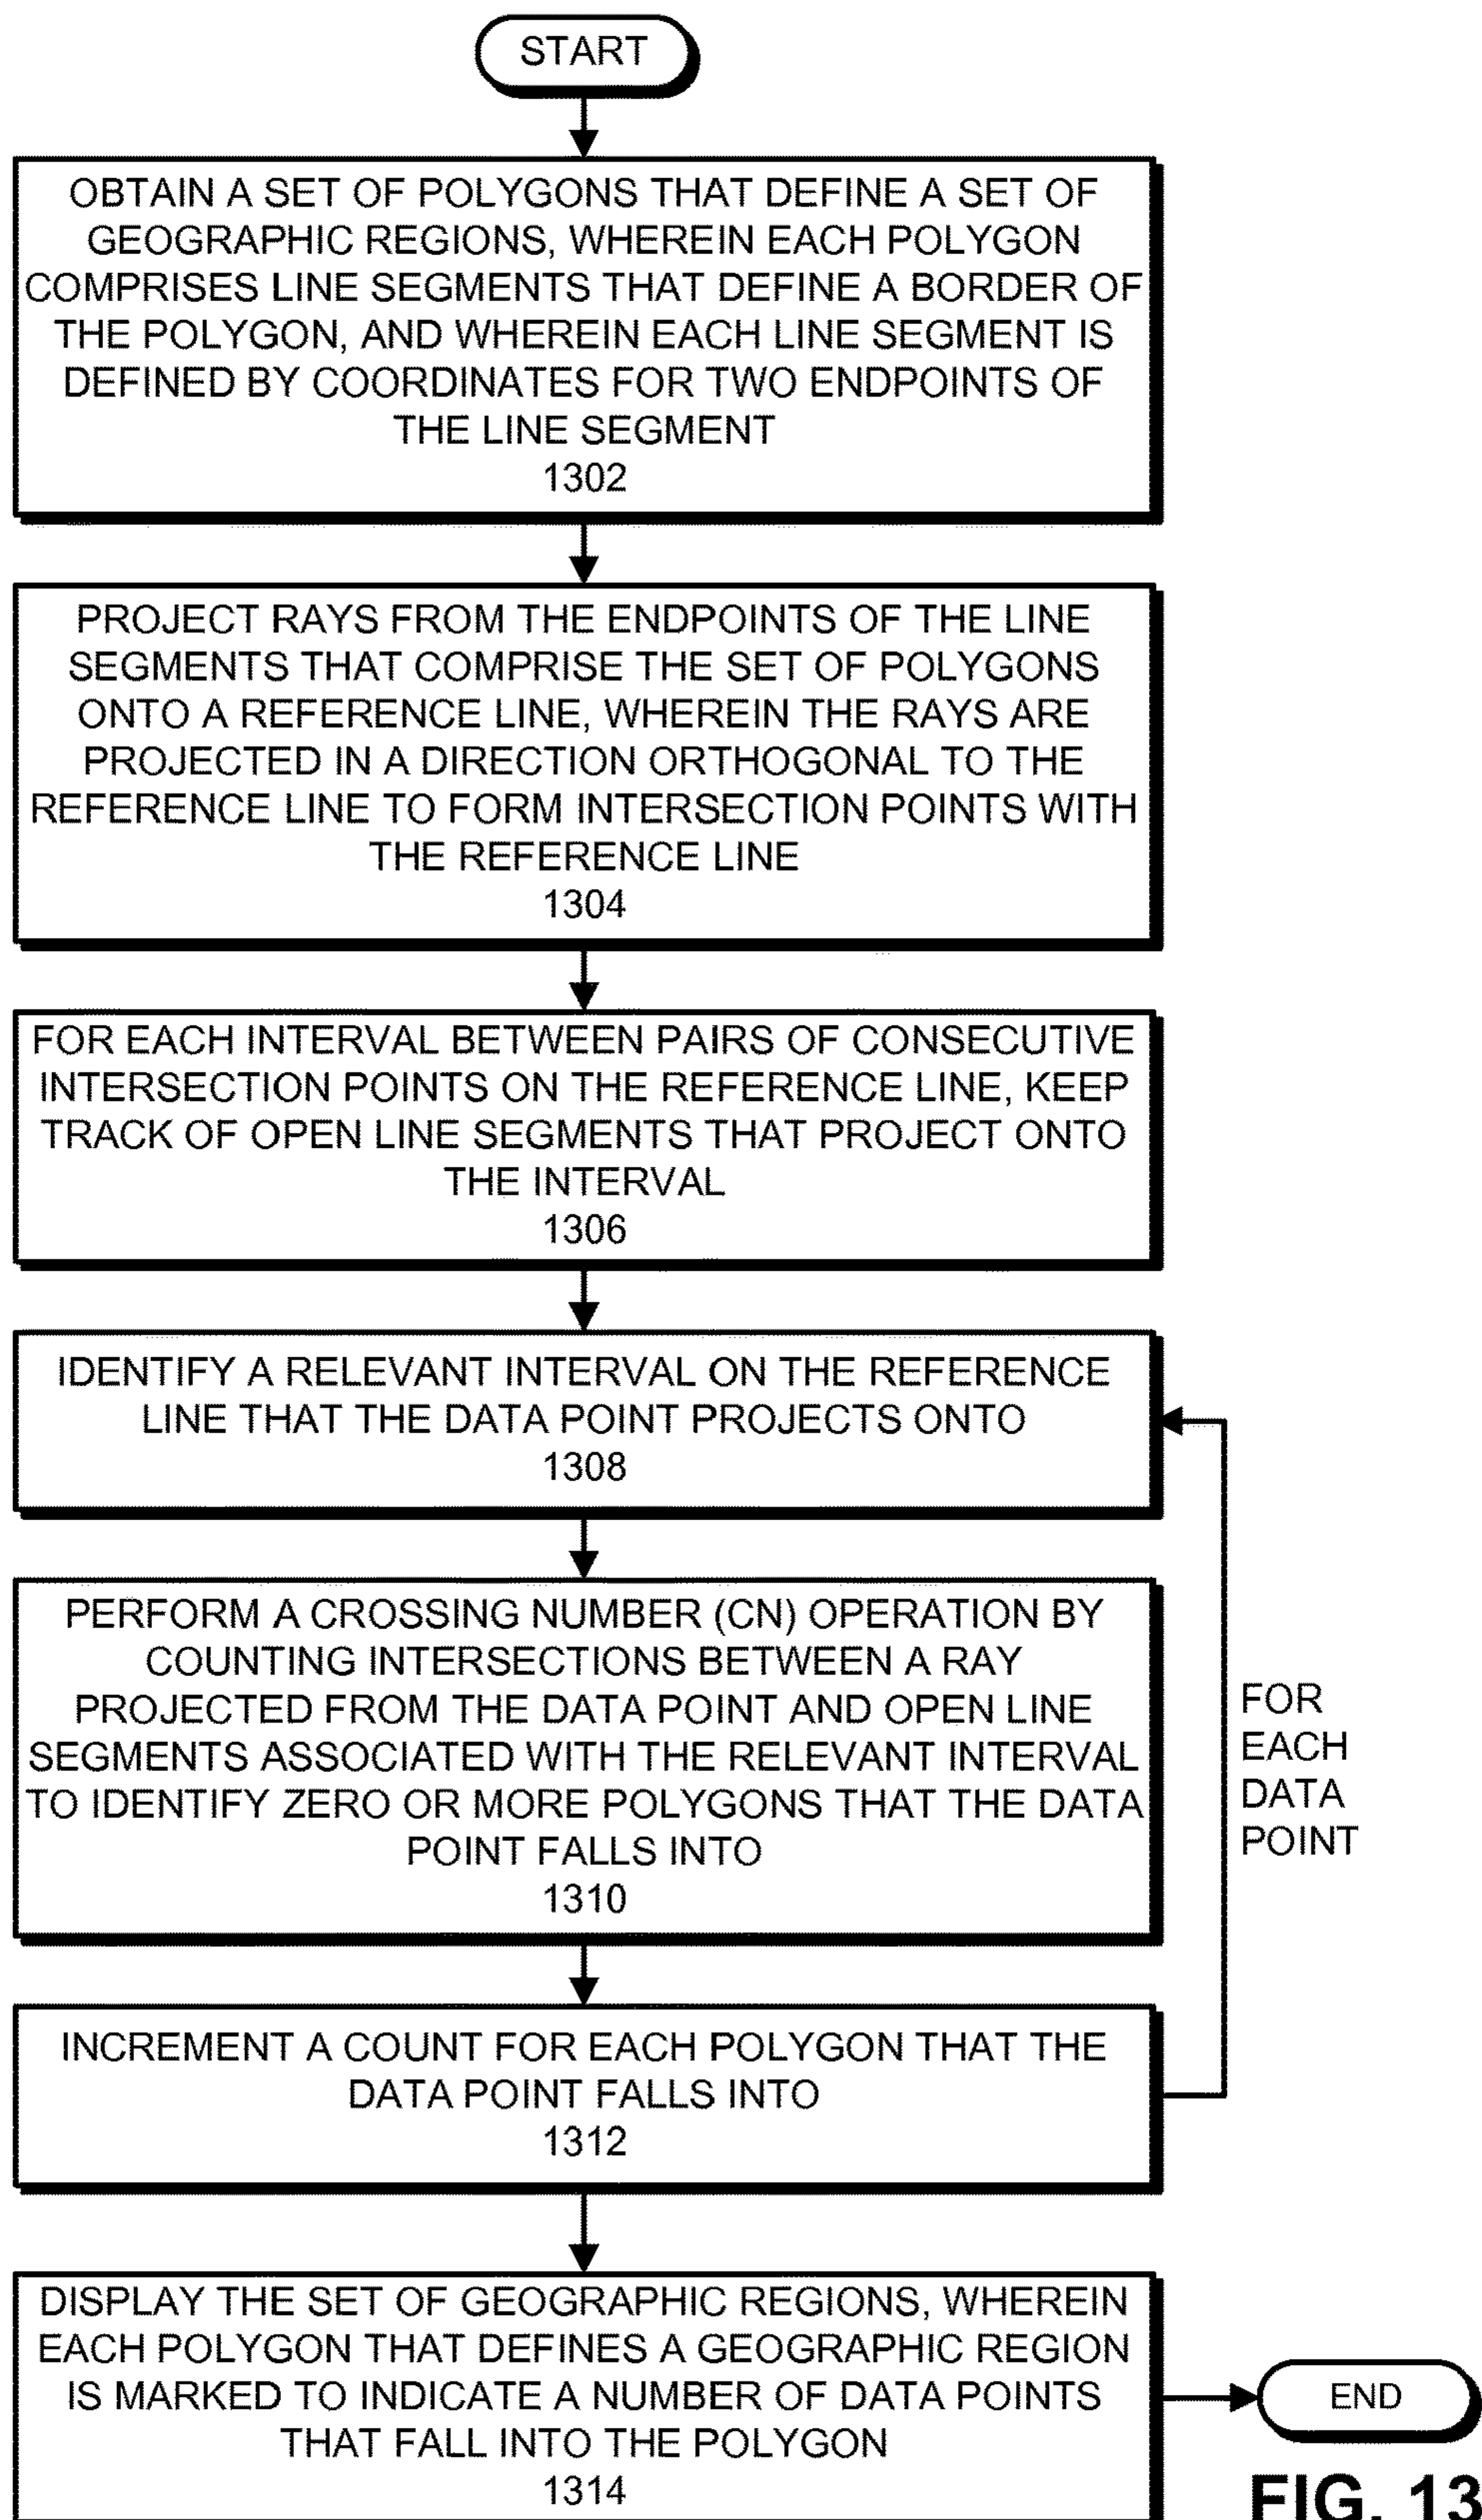 START
OBTAIN A SET OF POLYGONS THAT DEFINE A SET OF
GEOGRAPHIC REGIONS, WHEREIN EACH POLYGON
COMPRISES LINE SEGMENTS THAT DEFINE A BORDER OF
THE POLYGON, AND WHEREIN EACH LINE SEGMENT IS
DEFINED BY COORDINATES FOR TWO ENDPOINTS OF
THE LINE SEGMENT
1302
PROJECT RAYS FROM THE ENDPOINTS OF THE LINE
SEGMENTS THAT COMPRISE THE SET OF POLYGONS
ONTO A REFERENCE LINE, WHEREIN THE RAYS ARE
PROJECTED IN A DIRECTION ORTHOGONAL TO THE
REFERENCE LINE TO FORM INTERSECTION POINTS WITH
THE REFERENCE LINE
1304
FOR EACH INTERVAL BETWEEN PAIRS OF CONSECUTIVE
INTERSECTION POINTS ON THE REFERENCE LINE, KEEP
TRACK OF OPEN LINE SEGMENTS THAT PROJECT ONTO
THE INTERVAL
1306
IDENTIFY A RELEVANT INTERVAL ON THE REFERENCE
LINE THAT THE DATA POINT PROJECTS ONTO
1308
PERFORM A CROSSING NUMBER (CN) OPERATION BY
COUNTING INTERSECTIONS BETWEEN A RAY
PROJECTED FROM THE DATA POINT AND OPEN LINE
SEGMENTS ASSOCIATED WITH THE RELEVANT INTERVAL
TO IDENTIFY ZERO OR MORE POLYGONS THAT THE DATA
POINT FALLS INTO
1310
FOR
EACH
DATA
POINT
INCREMENT A COUNT FOR EACH POLYGON THAT THE
DATA POINT FALLS INTO
1312
DISPLAY THE SET OF GEOGRAPHIC REGIONS, WHEREIN
EACH POLYGON THAT DEFINES A GEOGRAPHIC REGION
IS MARKED TO INDICATE A NUMBER OF DATA POINTS
THAT FALL INTO THE POLYGON
1314
END
FIG. 13